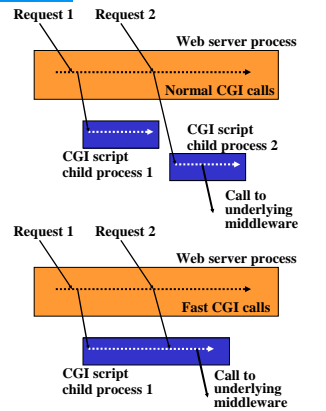 Request 1 Request 2
Web server process
Normal CGI calls
CGI script
child process 1
CGI script
child process 2
Call to
underlying
middleware
Request 1 Request 2
Web server process
Fast CGI calls
CGI script
child process 1
Call to
underlying
middleware